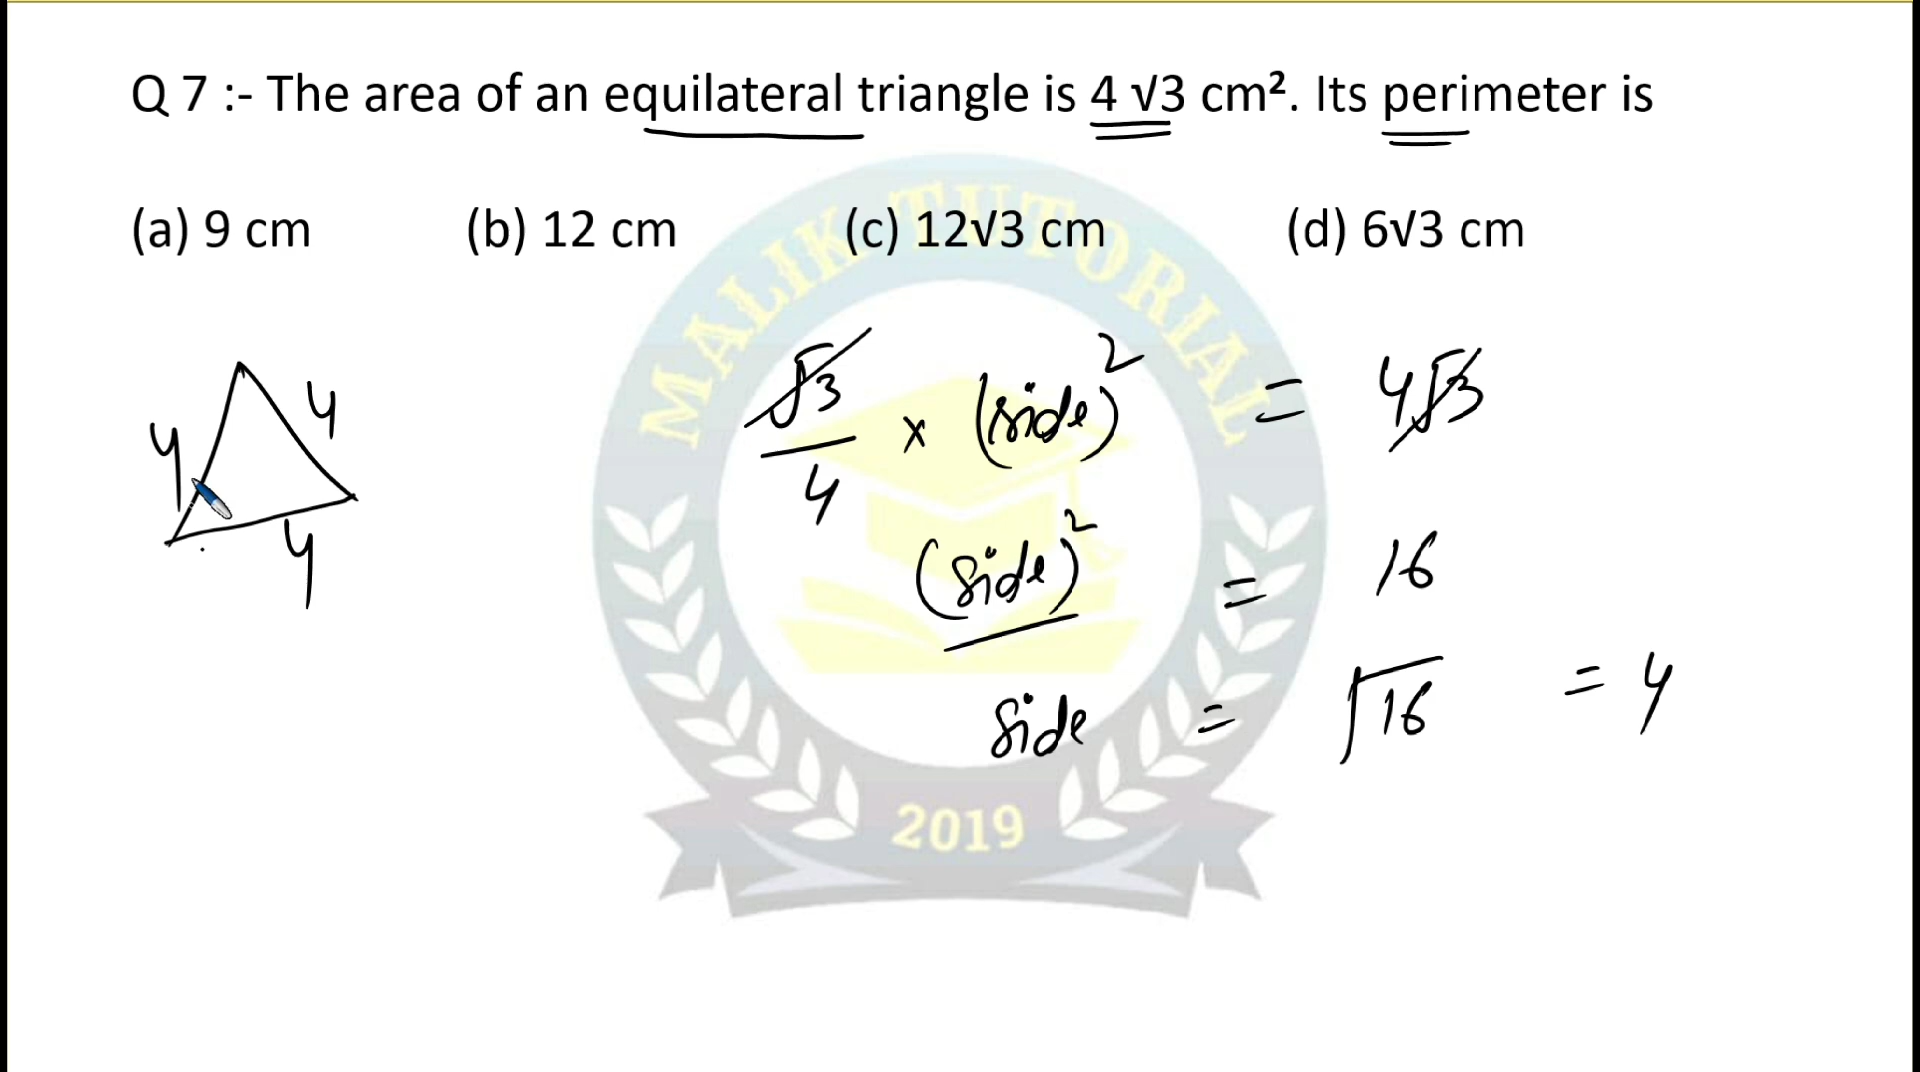 Q 7 :- The area of an equilateral triangle is 4 √3 cm². Its perimeter is
(a) 9 cm (b) 12 cm (c) 12√3 cm (d) 6√3 cm
MALIK TUTORIAL
√3/4 × (side)² = 4√3
4 4
4
(side)² = 16
side = √16 = 4
2019